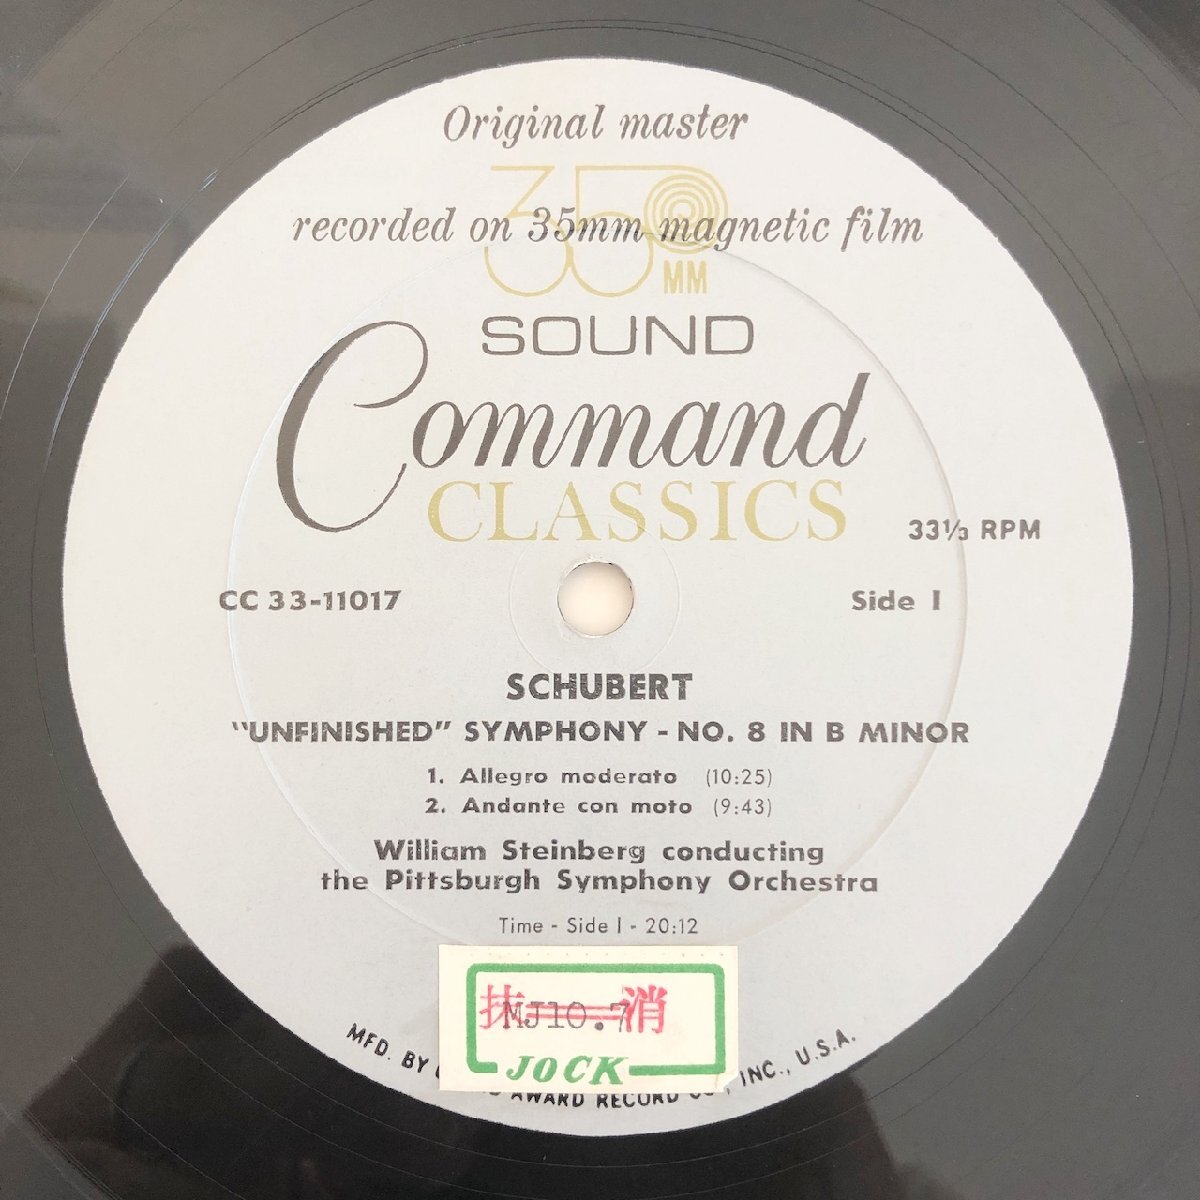 Original master
35 MM
recorded on 35mm magnetic film
SOUND
Command
CLASSICS
33⅓ RPM
CC 33-11017
Side 1
SCHUBERT
"UNFINISHED" SYMPHONY - NO. 8 IN B MINOR
1. Allegro moderato (10:25)
2. Andante con moto (9:43)
William Steinberg conducting
the Pittsburgh Symphony Orchestra
Time - Side 1 - 20:12
抹消
MJ10.7
JOCK
MFD. BY AWARD RECORD INC., U.S.A.